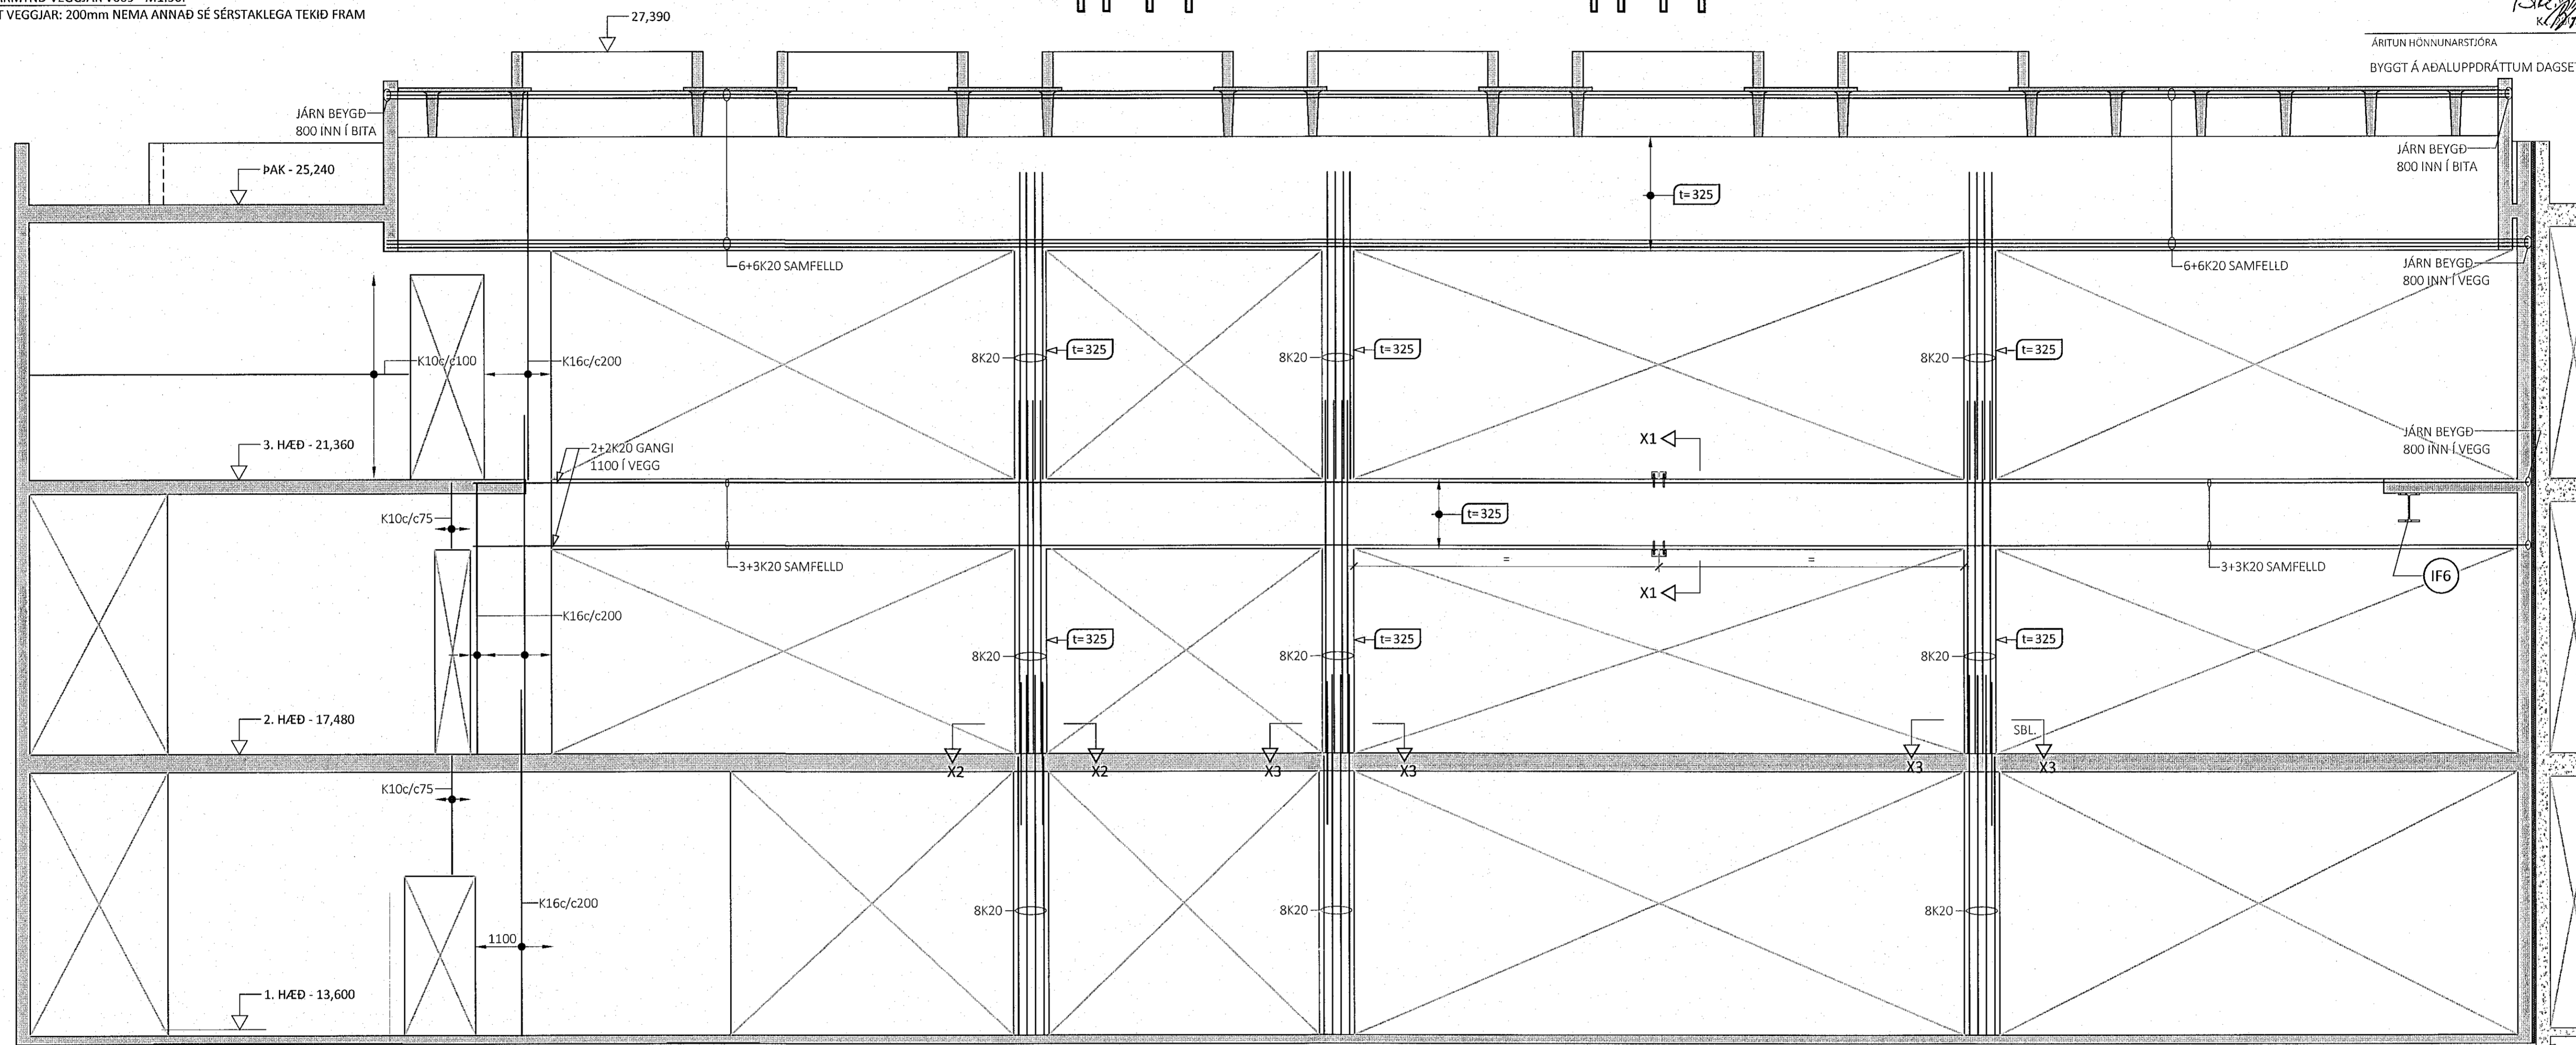 T VEGGJAR: 200mm NEMA ANNAÐ SÉ SÉRSTAKLEGA TEKIÐ FRAM
27,390
ÁRITUN HÖNNUNARSTJÓRA
BYGGT Á AÐALUPPDRÁTTUM DAGSE
JÁRN BEYGÐ
800 INN Í BITA
JÁRN BEYGÐ
800 INN Í BITA
ÞAK - 25,240
t=325
6+6K20 SAMFELLD
6+6K20 SAMFELLD
JÁRN BEYGÐ
800 INN Í VEGG
K10c/c100
K16c/c200
8K20
t=325
8K20
t=325
8K20
t=325
3. HÆÐ - 21,360
2+2K20 GANGI
1100 Í VEGG
X1
JÁRN BEYGÐ
800 INN Í VEGG
K10c/c75
t=325
3+3K20 SAMFELLD
=
=
3+3K20 SAMFELLD
IF6
X1
K16c/c200
8K20
t=325
8K20
t=325
8K20
t=325
2. HÆÐ - 17,480
SBL.
X2
X2
X3
X3
X3
X3
K10c/c75
K16c/c200
8K20
8K20
8K20
1100
1. HÆÐ - 13,600